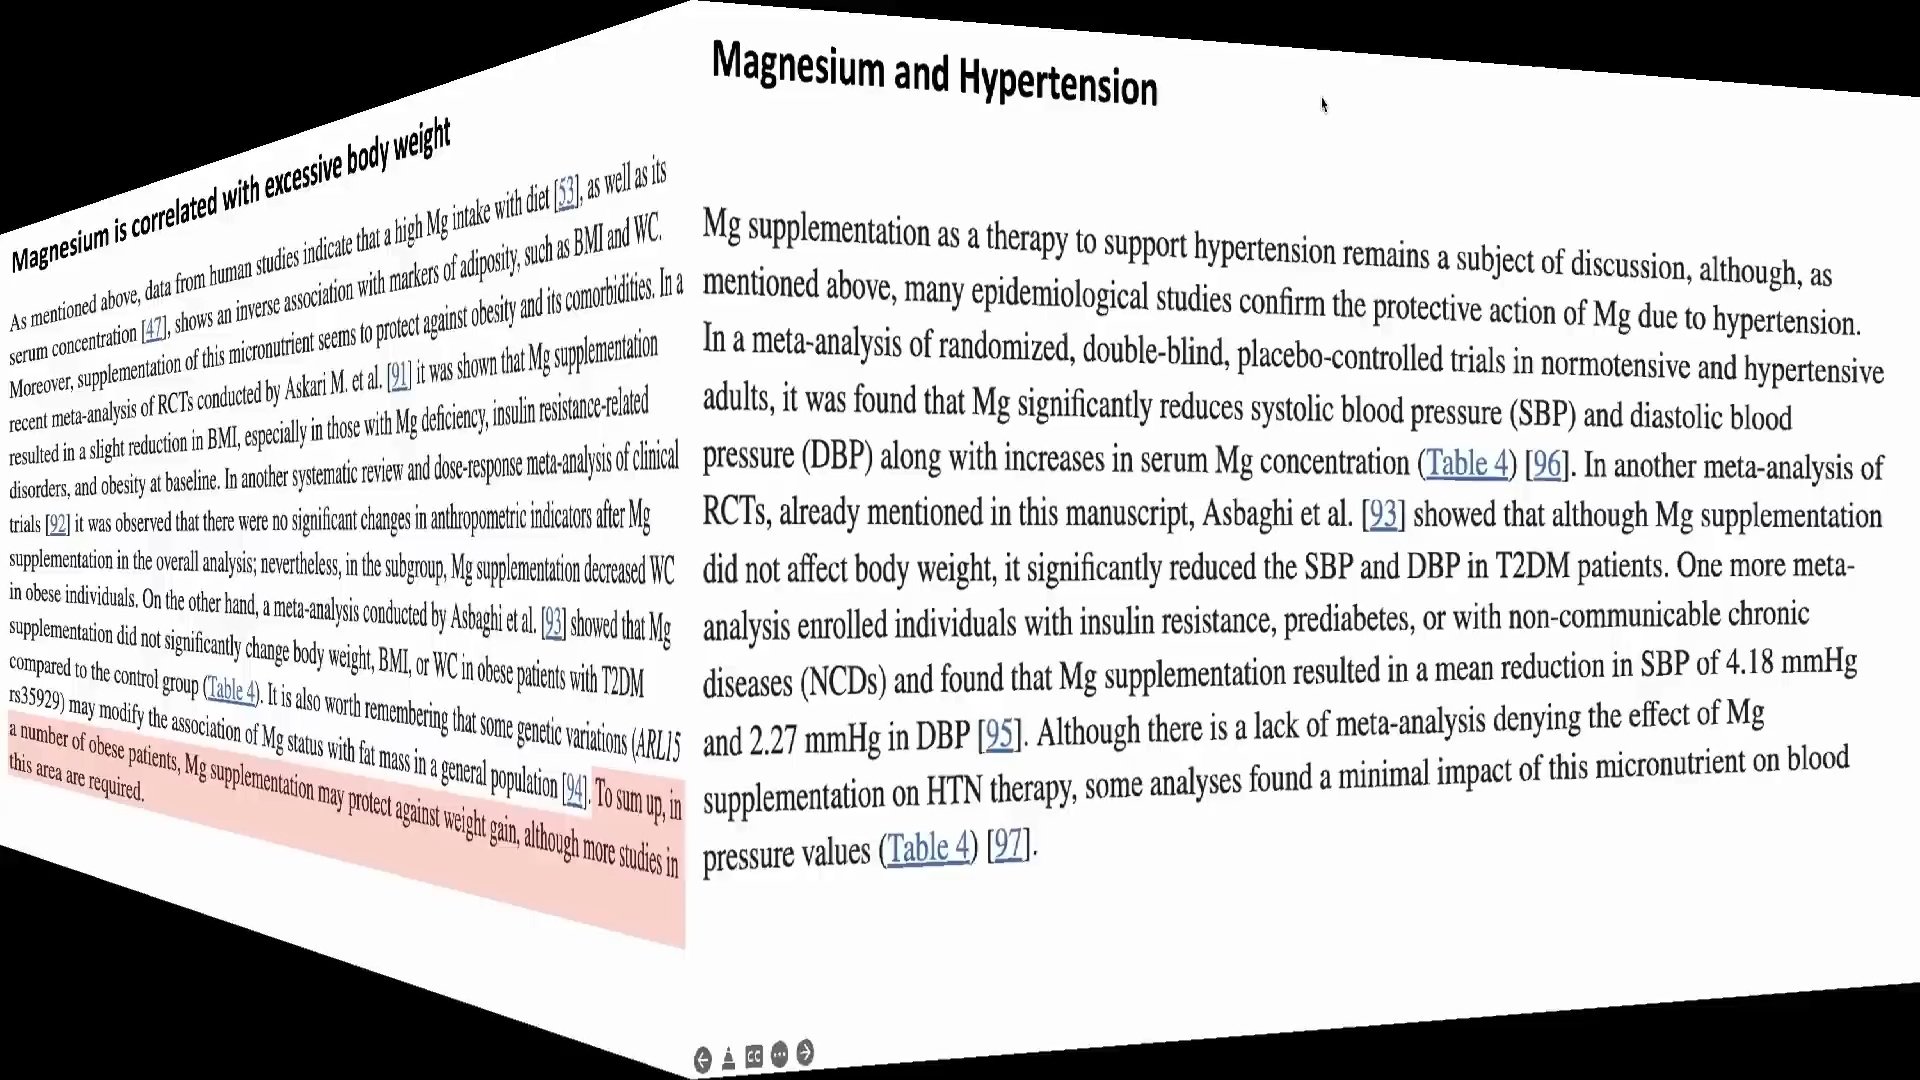 Magnesium is correlated with excessive body weight
As mentioned above, data from human studies indicate that a high Mg intake with diet [53], as well as its
serum concentration [47], shows an inverse association with markers of adiposity, such as BMI and WC.
Moreover, supplementation of this micronutrient seems to protect against obesity and its comorbidities. In a
recent meta-analysis of RCTs conducted by Askari M. et al. [91] it was shown that Mg supplementation
resulted in a slight reduction in BMI, especially in those with Mg deficiency, insulin resistance-related
disorders, and obesity at baseline. In another systematic review and dose-response meta-analysis of clinical
trials [92] it was observed that there were no significant changes in anthropometric indicators after Mg
supplementation in the overall analysis; nevertheless, in the subgroup, Mg supplementation decreased WC
in obese individuals. On the other hand, a meta-analysis conducted by Asbaghi et al. [93] showed that Mg
supplementation did not significantly change body weight, BMI, or WC in obese patients with T2DM
compared to the control group (Table 4). It is also worth remembering that some genetic variations (ARL15
rs35929) may modify the association of Mg status with fat mass in a general population [94]. To sum up, in
a number of obese patients, Mg supplementation may protect against weight gain, although more studies in
this area are required.
Magnesium and Hypertension
Mg supplementation as a therapy to support hypertension remains a subject of discussion, although, as
mentioned above, many epidemiological studies confirm the protective action of Mg due to hypertension.
In a meta-analysis of randomized, double-blind, placebo-controlled trials in normotensive and hypertensive
adults, it was found that Mg significantly reduces systolic blood pressure (SBP) and diastolic blood
pressure (DBP) along with increases in serum Mg concentration (Table 4) [96]. In another meta-analysis of
RCTs, already mentioned in this manuscript, Asbaghi et al. [93] showed that although Mg supplementation
did not affect body weight, it significantly reduced the SBP and DBP in T2DM patients. One more meta-
analysis enrolled individuals with insulin resistance, prediabetes, or with non-communicable chronic
diseases (NCDs) and found that Mg supplementation resulted in a mean reduction in SBP of 4.18 mmHg
and 2.27 mmHg in DBP [95]. Although there is a lack of meta-analysis denying the effect of Mg
supplementation on HTN therapy, some analyses found a minimal impact of this micronutrient on blood
pressure values (Table 4) [97].
CC